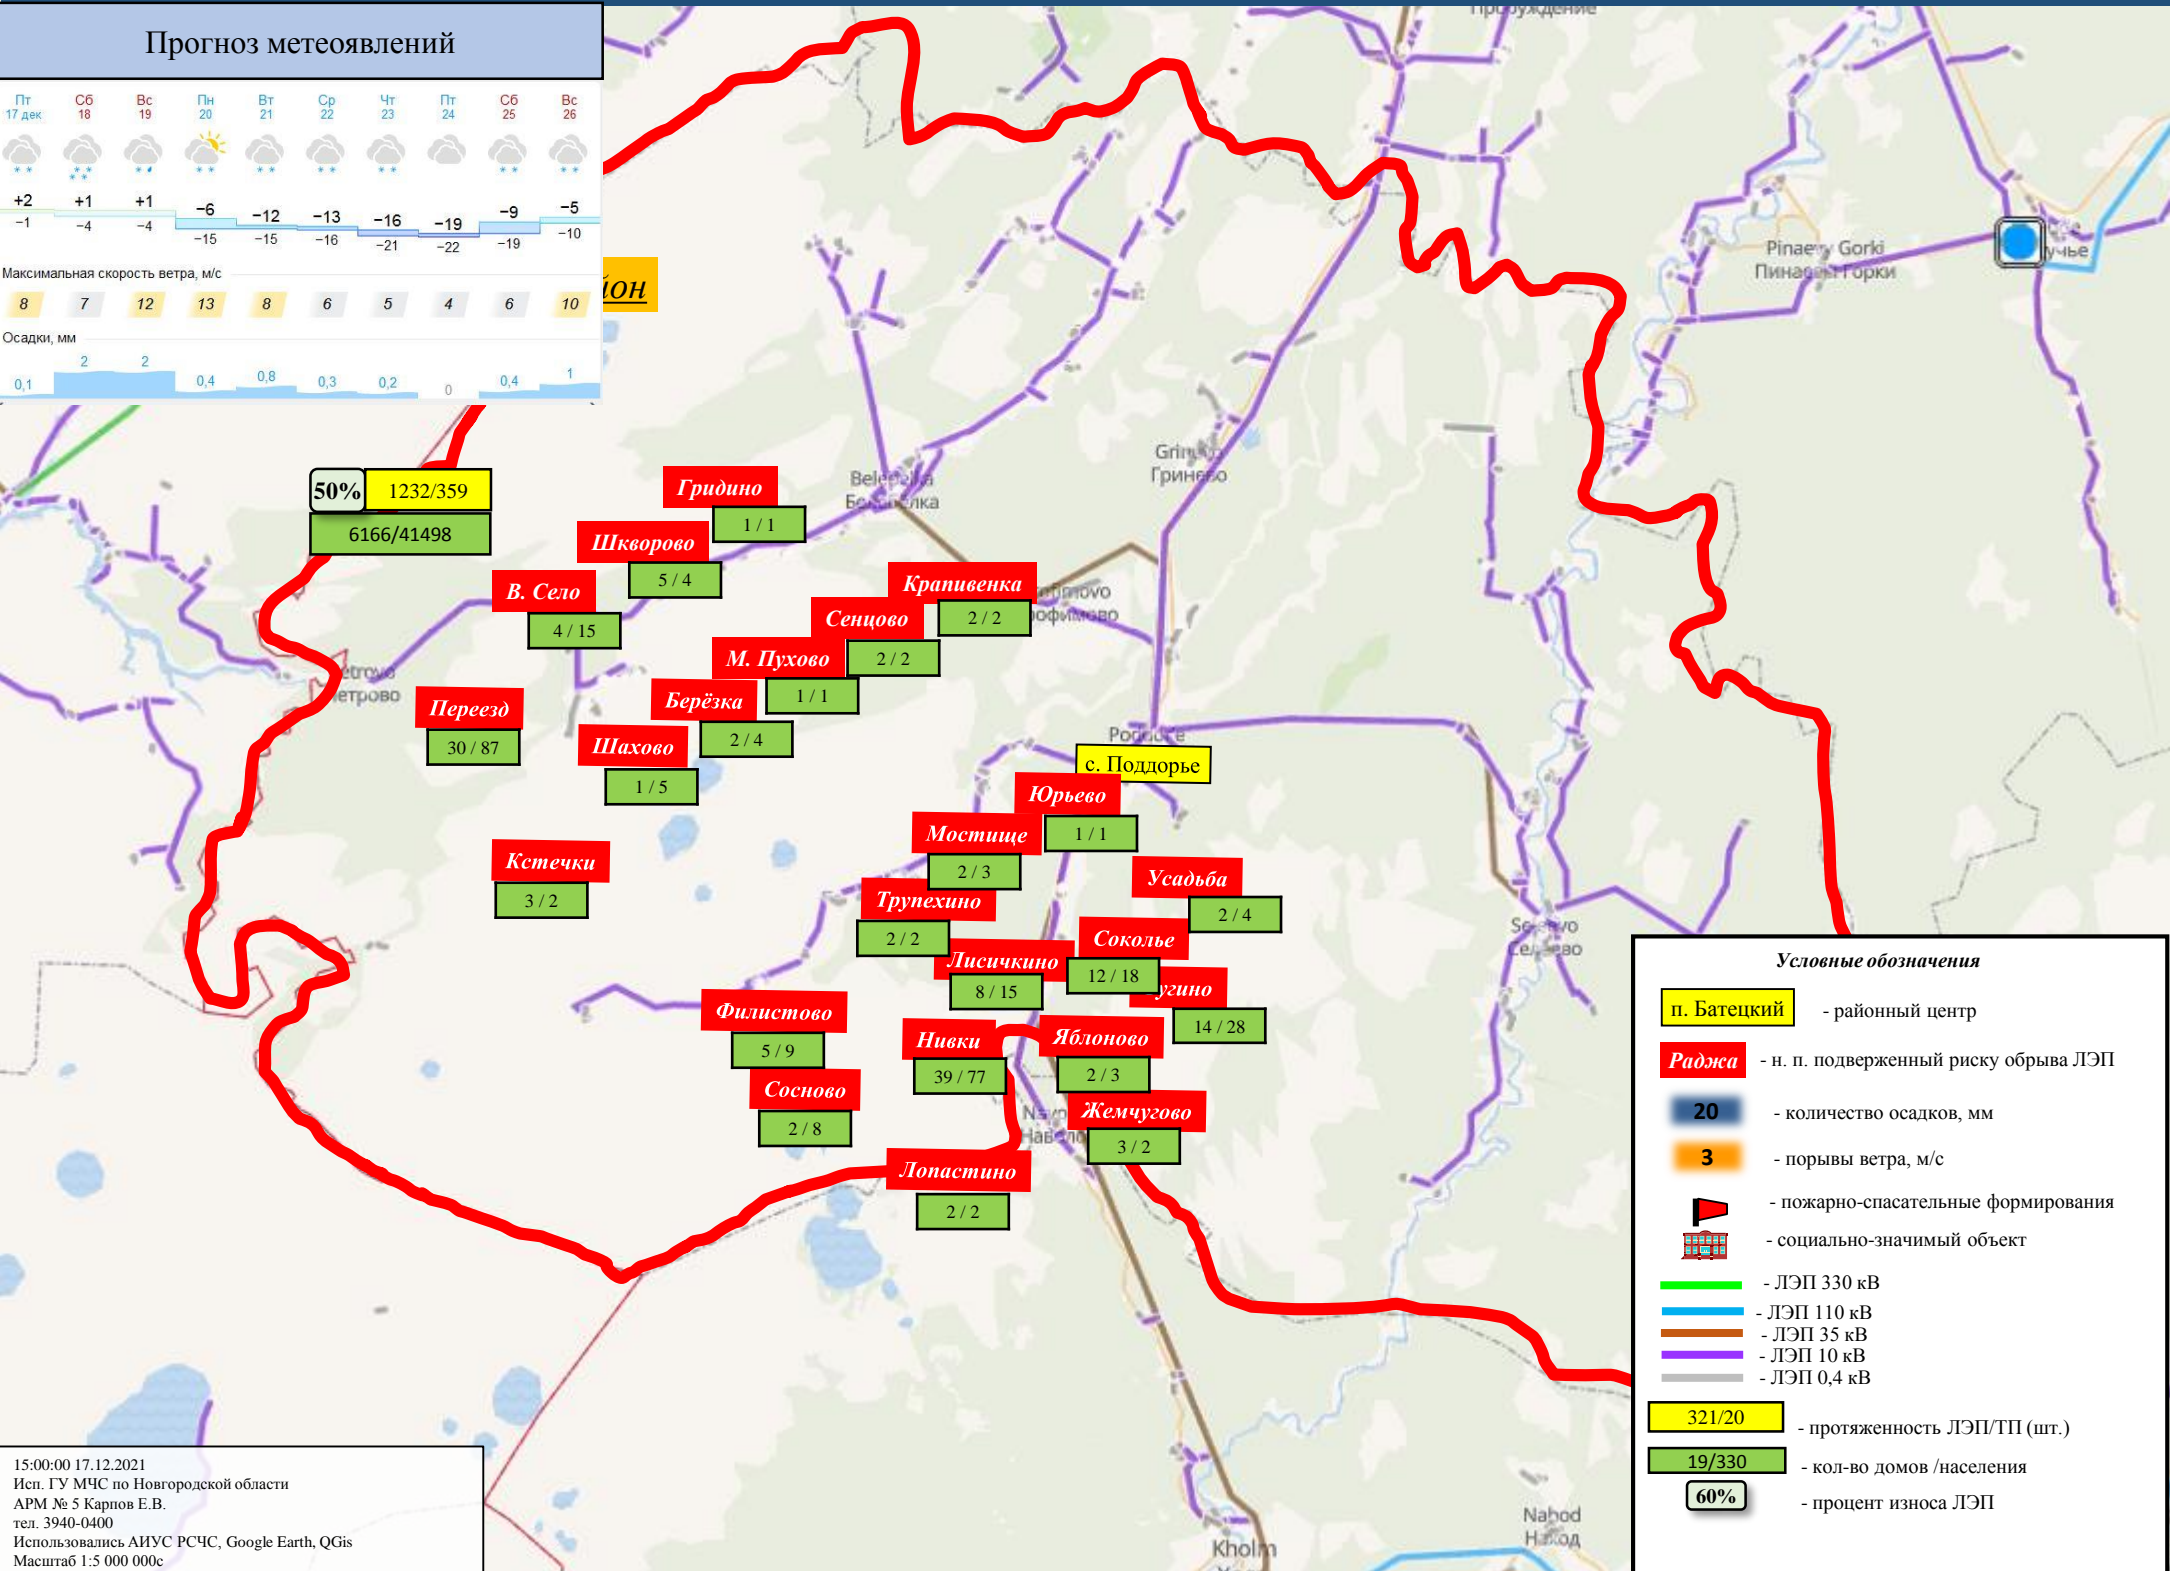 Прогноз метеоявлений
Пт Сб Вс Пн Вт Ср Чт Пт Сб Вс
17 дек 18 19 20 21 22 23 24 25 26
+2 +1 +1 −6 −12 −13 −16 −19 −9 −5
−1 −4 −4 −15 −15 −16 −21 −22 −19 −10
Максимальная скорость ветра, м/с
8 7 12 13 8 6 5 4 6 10
Осадки, мм
0,1 2 2 0,4 0,8 0,3 0,2 0 0,4 1
50% 1232/359
6166/41498
Гридино
1 / 1
Шкворово
5 / 4
В. Село
4 / 15
Крапивенка
2 / 2
Сенцово
2 / 2
М. Пухово
1 / 1
Берёзка
2 / 4
Переезд
30 / 87
Шахово
1 / 5
Кстечки
3 / 2
с. Поддорье
Юрьево
1 / 1
Мостище
2 / 3
Усадьба
2 / 4
Трупехино
2 / 2
Соколье
12 / 18
Лисичкино
8 / 15
14 / 28
Филистово
5 / 9
Нивки
39 / 77
Яблоново
2 / 3
Сосново
2 / 8
Жемчугово
3 / 2
Лопастино
2 / 2
Pinaevy Gorki
Пинаевы Горки
Гринево
Nahod
Kholm
Условные обозначения
п. Батецкий - районный центр
Раджа - н. п. подверженный риску обрыва ЛЭП
20 - количество осадков, мм
3 - порывы ветра, м/с
- пожарно-спасательные формирования
- социально-значимый объект
- ЛЭП 330 кВ
- ЛЭП 110 кВ
- ЛЭП 35 кВ
- ЛЭП 10 кВ
- ЛЭП 0,4 кВ
321/20 - протяженность ЛЭП/ТП (шт.)
19/330 - кол-во домов /населения
60% - процент износа ЛЭП
15:00:00 17.12.2021
Исп. ГУ МЧС по Новгородской области
АРМ № 5 Карпов Е.В.
тел. 3940-0400
Использовались АИУС РСЧС, Google Earth, QGis
Масштаб 1:5 000 000с